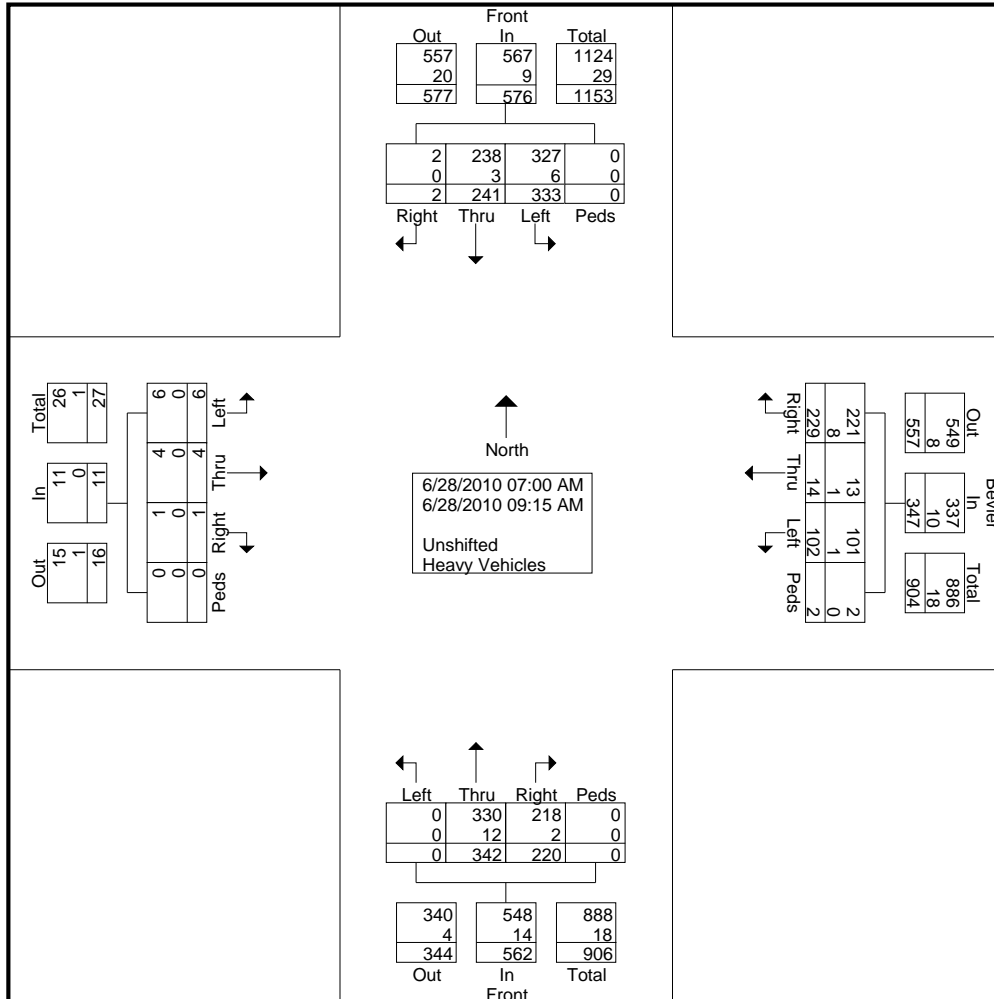 Front
Out In Total
557 567 1124
20 9 29
577 576 1153
2 238 327 0
0 3 6 0
2 241 333 0
Right Thru Left Peds
Total
26
1
27
In
11
0
11
Out
15
1
16
6 0 6
4 0 4
1 0 1
0 0 0
Left
Thru
Right
Peds
North
6/28/2010 07:00 AM
6/28/2010 09:15 AM
Unshifted
Heavy Vehicles
Right Thru Left Peds
221 13 101 2
8 1 1 0
229 14 102 2
Bevier
Out In Total
549 337 886
8 10 18
557 347 904
Left Thru Right Peds
0 330 218 0
0 12 2 0
0 342 220 0
340 548 888
4 14 18
344 562 906
Out In Total
Front